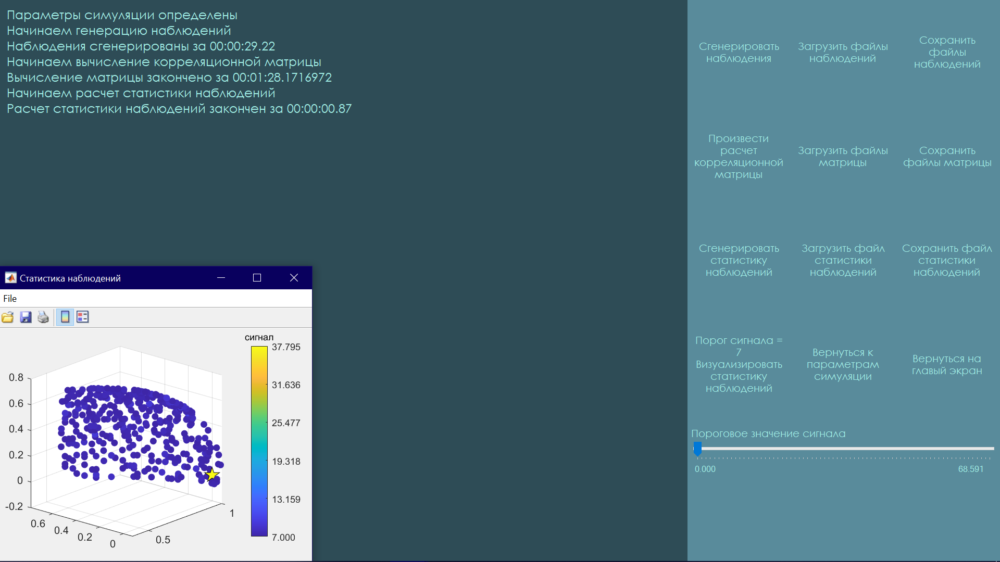 Параметры симуляции определены
Начинаем генерацию наблюдений
Наблюдения сгенерированы за 00:00:29.22
Начинаем вычисление корреляционной матрицы
Вычисление матрицы закончено за 00:01:28.1716972
Начинаем расчет статистики наблюдений
Расчет статистики наблюдений закончен за 00:00:00.87
Сгенерировать
наблюдения
Загрузить файлы
наблюдений
Сохранить
файлы
наблюдений
Произвести
расчет
корреляционной
матрицы
Загрузить файлы
матрицы
Сохранить
файлы матрицы
Сгенерировать
статистику
наблюдений
Загрузить файл
статистики
наблюдений
Сохранить файл
статистики
наблюдений
Порог сигнала =
7
Визуализировать
статистику
наблюдений
Вернуться к
параметрам
симуляции
Вернуться на
главый экран
Пороговое значение сигнала
0.000
68.591
Статистика наблюдений
File
сигнал
37.795
31.636
25.477
19.318
13.159
7.000
0.8
0.6
0.4
0.2
0
-0.2
0.6
0.4
0.2
0
0.5
1